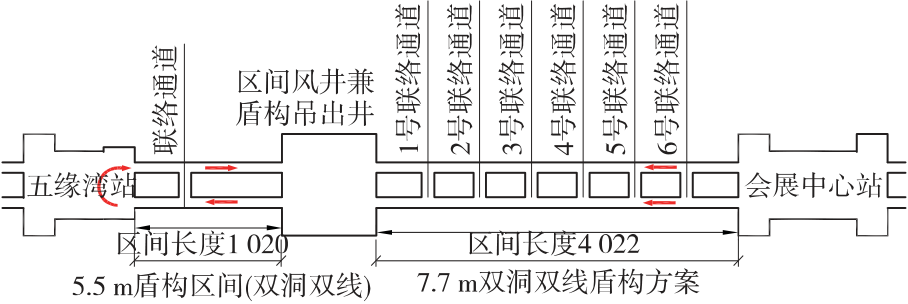 联络通道
区间风井兼
盾构吊出井
1号联络通道
2号联络通道
3号联络通道
4号联络通道
5号联络通道
6号联络通道
五缘湾站
会展中心站
区间长度1 020
区间长度4 022
5.5 m盾构区间(双洞双线)
7.7 m双洞双线盾构方案